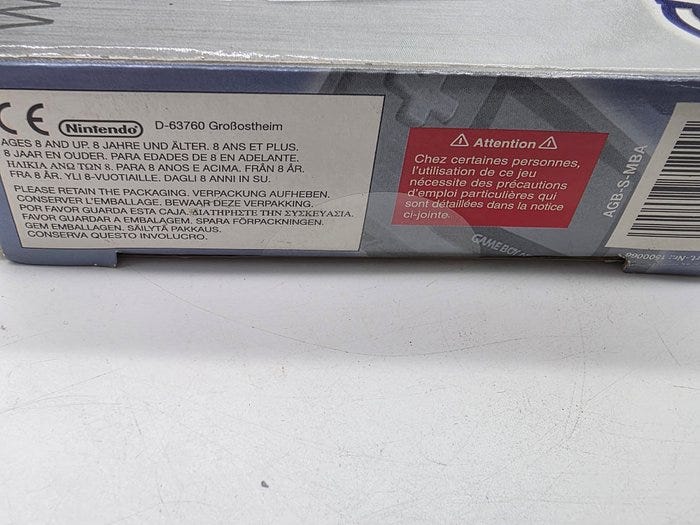 CE Nintendo D-63760 Großostheim
AGES 8 AND UP. 8 JAHRE UND ÄLTER. 8 ANS ET PLUS.
8 JAAR EN OUDER. PARA EDADES DE 8 EN ADELANTE.
ΗΛΙΚΙΑ ΑΝΩ ΤΩΝ 8. PARA 8 ANOS E ACIMA. FRÅN 8 ÅR.
FRA 8 ÅR. YLI 8-VUOTIAILLE. DAGLI 8 ANNI IN SU.
PLEASE RETAIN THE PACKAGING. VERPACKUNG AUFHEBEN.
CONSERVER L'EMBALLAGE. BEWAAR DEZE VERPAKKING.
POR FAVOR GUARDA ESTA CAJA. ΔΙΑΤΗΡΗΣΤΕ ΤΗΝ ΣΥΣΚΕΥΑΣΙΑ.
FAVOR GUARDAR A EMBALAGEM. SPARA FÖRPACKNINGEN.
GEM EMBALLAGEN. SÄILYTÄ PAKKAUS.
CONSERVA QUESTO INVOLUCRO.
⚠ Attention ⚠
Chez certaines personnes,
l'utilisation de ce jeu
nécessite des précautions
d'emploi particulières qui
sont détaillées dans la notice
ci-jointe.
GAME BOY
AGB-S-MBA